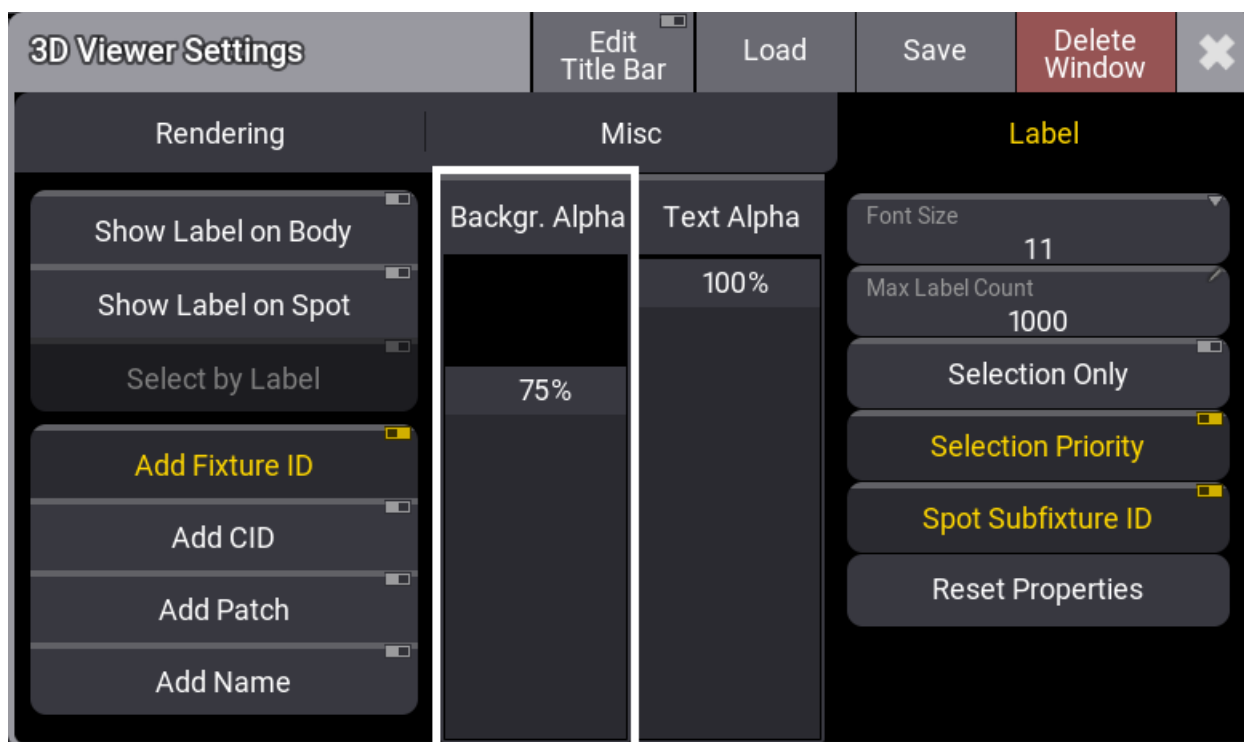 3D Viewer Settings
Edit
Title Bar
Load
Save
Delete
Window
Rendering
Misc
Label
Show Label on Body
Show Label on Spot
Select by Label
Add Fixture ID
Add CID
Add Patch
Add Name
Backgr. Alpha
75%
Text Alpha
100%
Font Size
11
Max Label Count
1000
Selection Only
Selection Priority
Spot Subfixture ID
Reset Properties